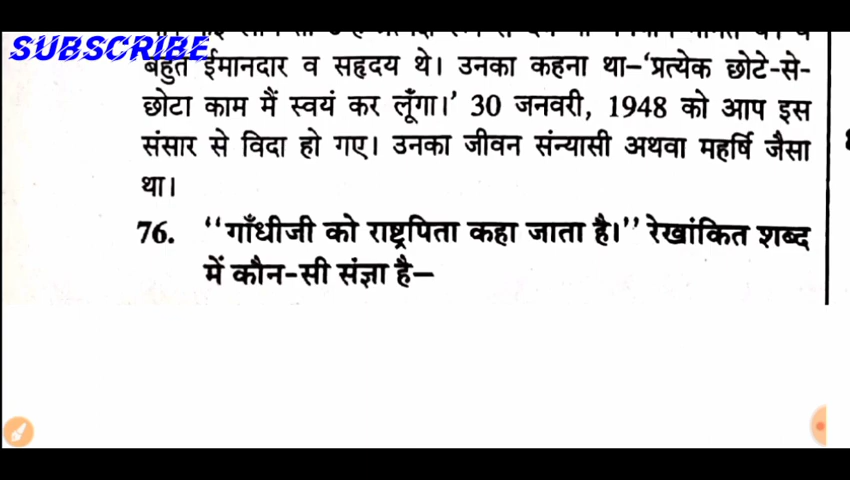 SUBSCRIBE
बहुत ईमानदार व सहृदय थे। उनका कहना था–'प्रत्येक छोटे-से-
छोटा काम मैं स्वयं कर लूँगा।' 30 जनवरी, 1948 को आप इस
संसार से विदा हो गए। उनका जीवन संन्यासी अथवा महर्षि जैसा
था।
76. "गाँधीजी को राष्ट्रपिता कहा जाता है।" रेखांकित शब्द
में कौन-सी संज्ञा है–